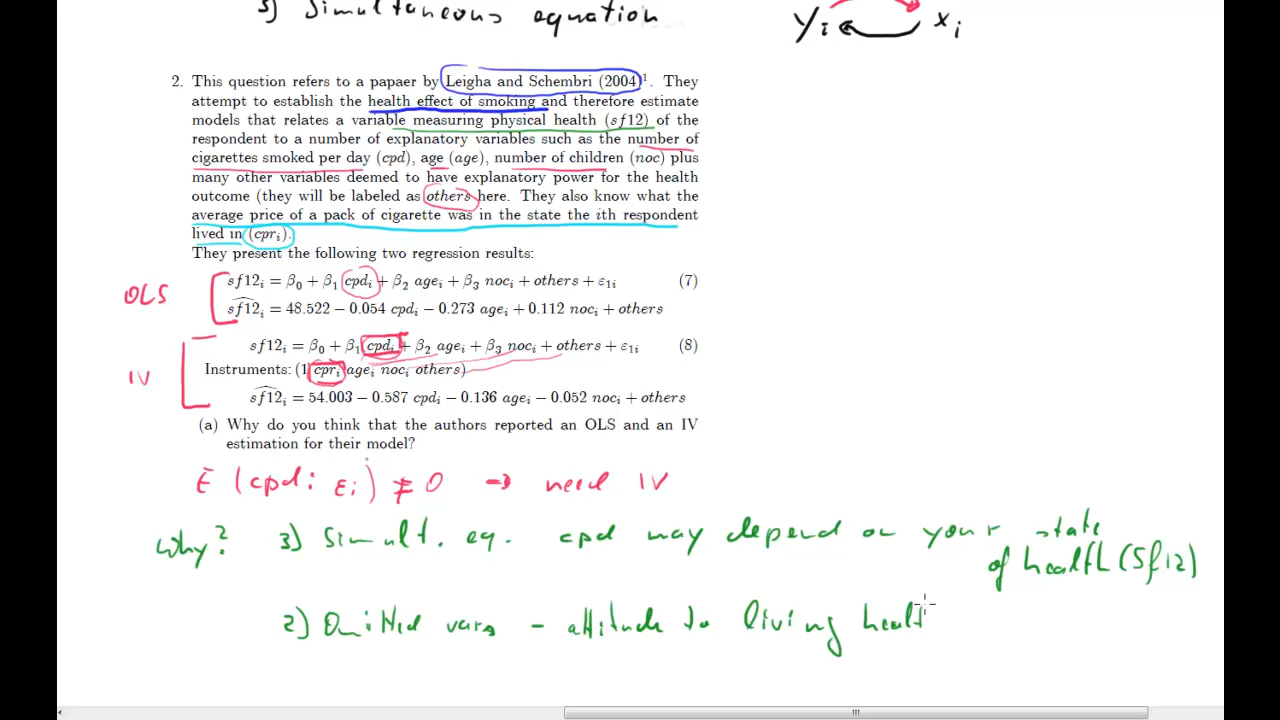 3) Simultaneous equation
yi xi
2. This question refers to a papaer by Leigha and Schembri (2004)1. They
attempt to establish the health effect of smoking and therefore estimate
models that relates a variable measuring physical health (sf12) of the
respondent to a number of explanatory variables such as the number of
cigarettes smoked per day (cpd), age (age), number of children (noc) plus
many other variables deemed to have explanatory power for the health
outcome (they will be labeled as others here. They also know what the
average price of a pack of cigarette was in the state the ith respondent
lived in (cpri).
They present the following two regression results:
OLS
sf12i = β0 + β1 cpdi + β2 agei + β3 noci + others + ε1i (7)
sf12i = 48.522 − 0.054 cpdi − 0.273 agei + 0.112 noci + others
IV
sf12i = β0 + β1 cpdi + β2 agei + β3 noci + others + ε1i (8)
Instruments: (1 cpri agei noci others)
sf12i = 54.003 − 0.587 cpdi − 0.136 agei − 0.052 noci + others
(a) Why do you think that the authors reported an OLS and an IV
estimation for their model?
E (cpdi εi) ≠ 0 → need IV
Why? 3) Simult. eq. cpd may depend on your state
of health (Sf12)
2) Omitted vars - attitude to living healt